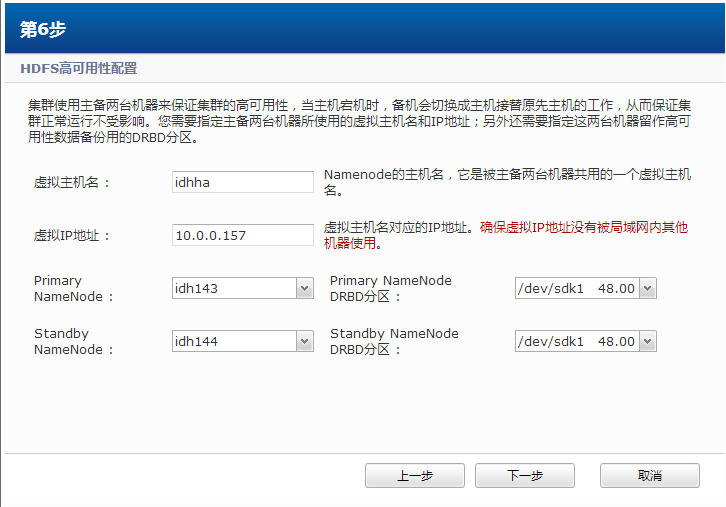 第6步
HDFS高可用性配置
集群使用主备两台机器来保证集群的高可用性，当主机宕机时，备机会切换成主机接替原先主机的工作，从而保证集
群正常运行不受影响。您需要指定主备两台机器所使用的虚拟主机名和IP地址；另外还需要指定这两台机器留作高可
用性数据备份用的DRBD分区。
虚拟主机名： idhha Namenode的主机名，它是被主备两台机器共用的一个虚拟主机
名。
虚拟IP地址： 10.0.0.157 虚拟主机名对应的IP地址。确保虚拟IP地址没有被局域网内其他
机器使用。
Primary
NameNode： idh143 Primary NameNode
DRBD分区： /dev/sdk1 48.00
Standby
NameNode： idh144 Standby NameNode
DRBD分区： /dev/sdk1 48.00
上一步 下一步 取消